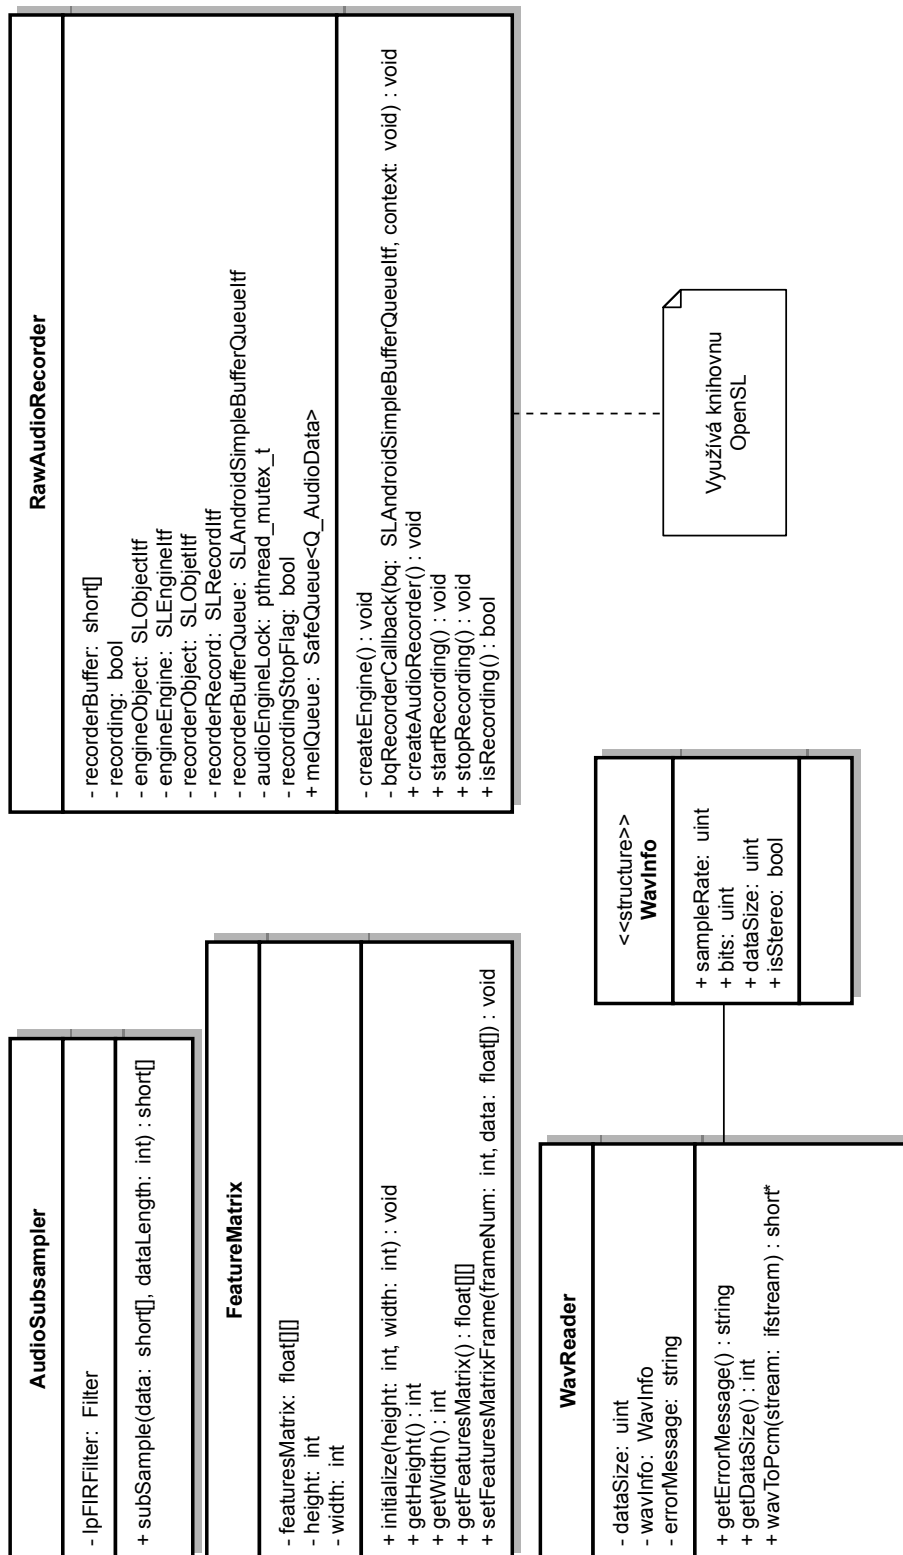 AudioSubsampler
- lpFIRFilter: Filter
+ subSample(data: short[], dataLength: int) : short[]
FeatureMatrix
- featuresMatrix: float[][]
- height: int
- width: int
+ initialize(height: int, width: int) : void
+ getHeight() : int
+ getWidth() : int
+ getFeaturesMatrix() : float[][]
+ setFeaturesMatrixFrame(frameNum: int, data: float[]) : void
WavReader
- dataSize: uint
- wavInfo: WavInfo
- errorMessage: string
+ getErrorMessage() : string
+ getDataSize() : int
+ wavToPcm(stream: ifstream) : short*
<<structure>>
WavInfo
+ sampleRate: uint
+ bits: uint
+ dataSize: uint
+ isStereo: bool
RawAudioRecorder
- recorderBuffer: short[]
- recording: bool
- engineObject: SLObjectItf
- engineEngine: SLEngineItf
- recorderObject: SLObjetItf
- recorderRecord: SLRecordItf
- recorderBufferQueue: SLAndroidSimpleBufferQueueItf
- audioEngineLock: pthread_mutex_t
- recordingStopFlag: bool
+ melQueue: SafeQueue<Q_AudioData>
- createEngine() : void
- bqRecorderCallback(bq: SLAndroidSimpleBufferQueueItf, context: void) : void
+ createAudioRecorder() : void
+ startRecording() : void
+ stopRecording() : void
+ isRecording() : bool
Využívá knihovnu
OpenSL